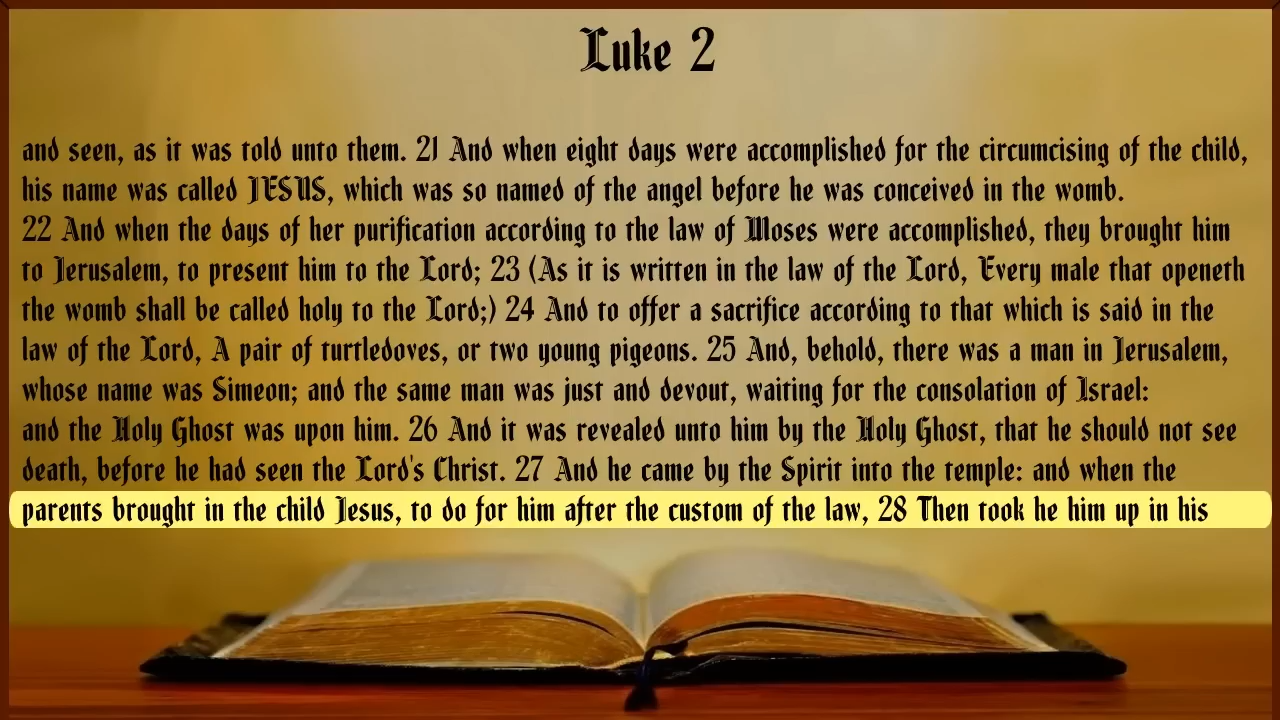 Luke 2
and seen, as it was told unto them. 21 And when eight days were accomplished for the circumcising of the child,
his name was called JESUS, which was so named of the angel before he was conceived in the womb.
22 And when the days of her purification according to the law of Moses were accomplished, they brought him
to Jerusalem, to present him to the Lord; 23 (As it is written in the law of the Lord, Every male that openeth
the womb shall be called holy to the Lord;) 24 And to offer a sacrifice according to that which is said in the
law of the Lord, A pair of turtledoves, or two young pigeons. 25 And, behold, there was a man in Jerusalem,
whose name was Simeon; and the same man was just and devout, waiting for the consolation of Israel:
and the Holy Ghost was upon him. 26 And it was revealed unto him by the Holy Ghost, that he should not see
death, before he had seen the Lord's Christ. 27 And he came by the Spirit into the temple: and when the
parents brought in the child Jesus, to do for him after the custom of the law, 28 Then took he him up in his